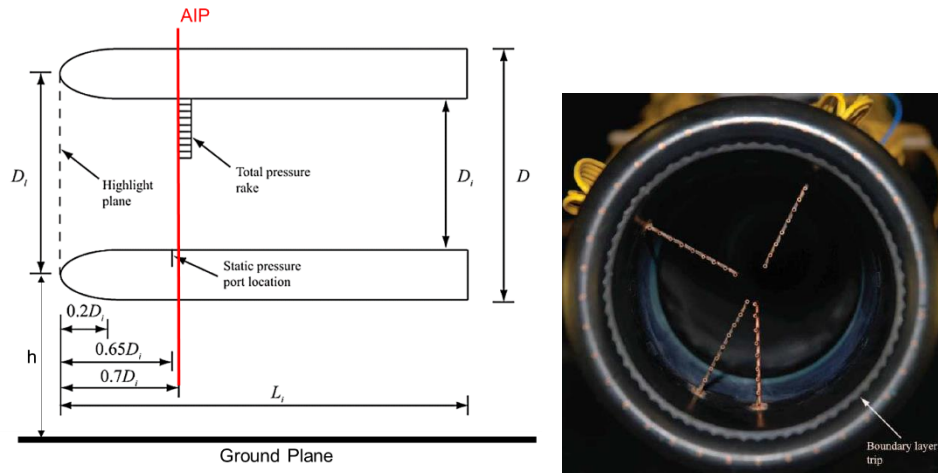 AIP
D_l
Highlight
plane
Total pressure
rake
D_i
D
Static pressure
port location
0.2D_i
h
0.65D_i
0.7D_i
L_i
Ground Plane
Boundary layer
trip